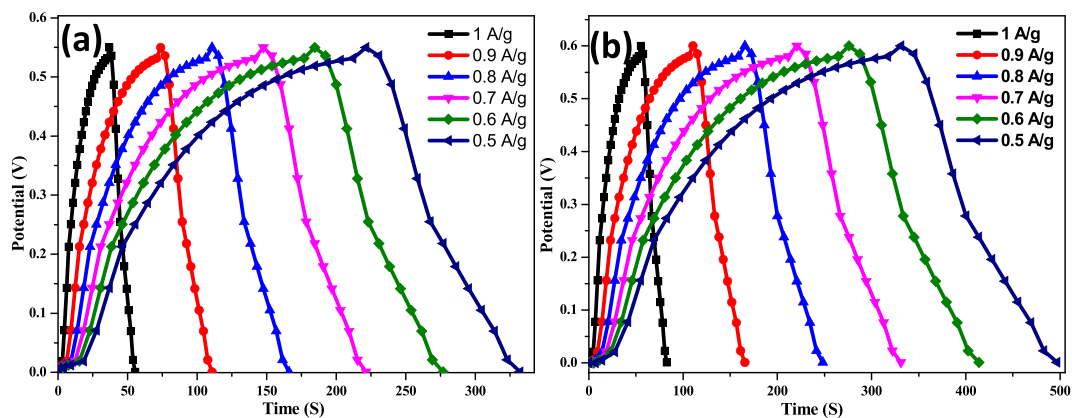 (a)
1 A/g
0.9 A/g
0.8 A/g
0.7 A/g
0.6 A/g
0.5 A/g
Potential (V)
0.6
0.5
0.4
0.3
0.2
0.1
0.0
0 50 100 150 200 250 300
Time (S)
(b)
1 A/g
0.9 A/g
0.8 A/g
0.7 A/g
0.6 A/g
0.5 A/g
Potential (V)
0.6
0.5
0.4
0.3
0.2
0.1
0.0
0 100 200 300 400 500
Time (S)